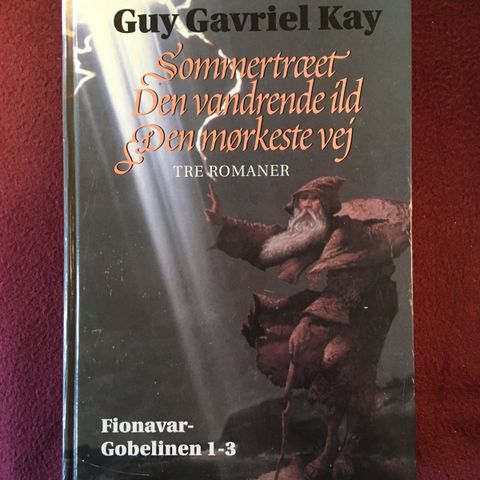 Guy Gavriel Kay
Sommertræet
Den vandrende ild
& Den mørkeste vej
TRE ROMANER
Fionavar-
Gobelinen 1-3